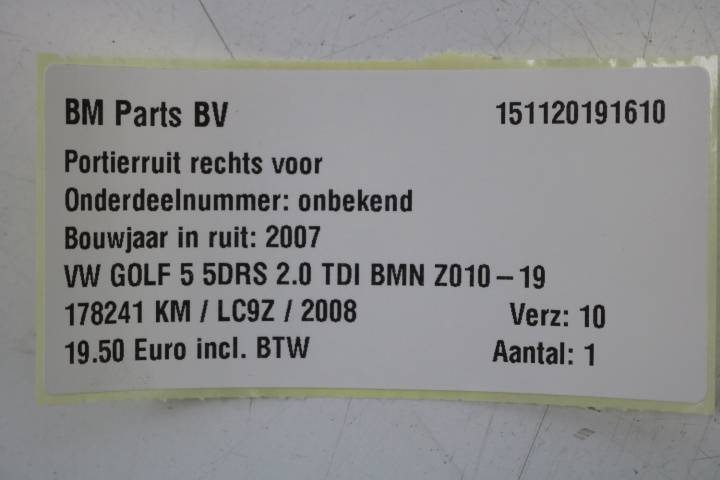 BM Parts BV 151120191610
Portierruit rechts voor
Onderdeelnummer: onbekend
Bouwjaar in ruit: 2007
VW GOLF 5 5DRS 2.0 TDI BMN Z010-19
178241 KM / LC9Z / 2008 Verz: 10
19.50 Euro incl. BTW Aantal: 1